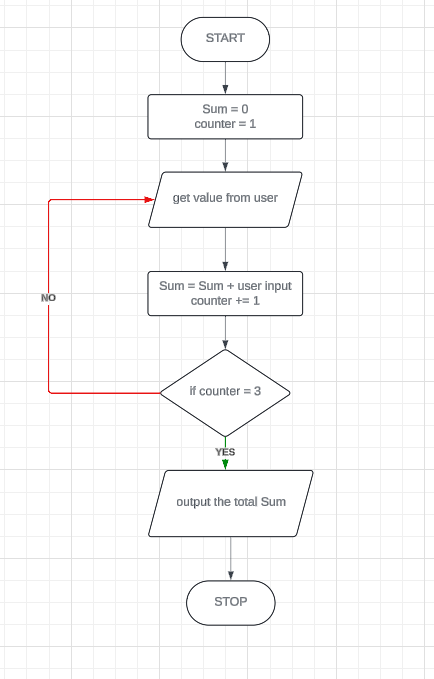 START
Sum = 0
counter = 1
get value from user
Sum = Sum + user input
counter += 1
NO
if counter = 3
YES
output the total Sum
STOP